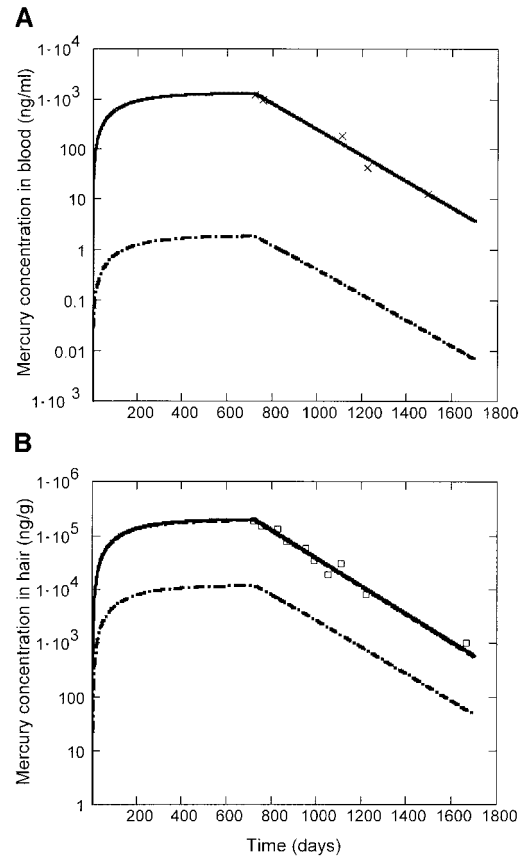 A
Mercury concentration in blood (ng/ml)
1·10⁴
1·10³
100
10
1
0.1
0.01
1·10 ³
200 400 600 800 1000 1200 1400 1600 1800
B
Mercury concentration in hair (ng/g)
1·10⁶
1·10⁵
1·10⁴
1·10³
100
10
1
200 400 600 800 1000 1200 1400 1600 1800
Time (days)